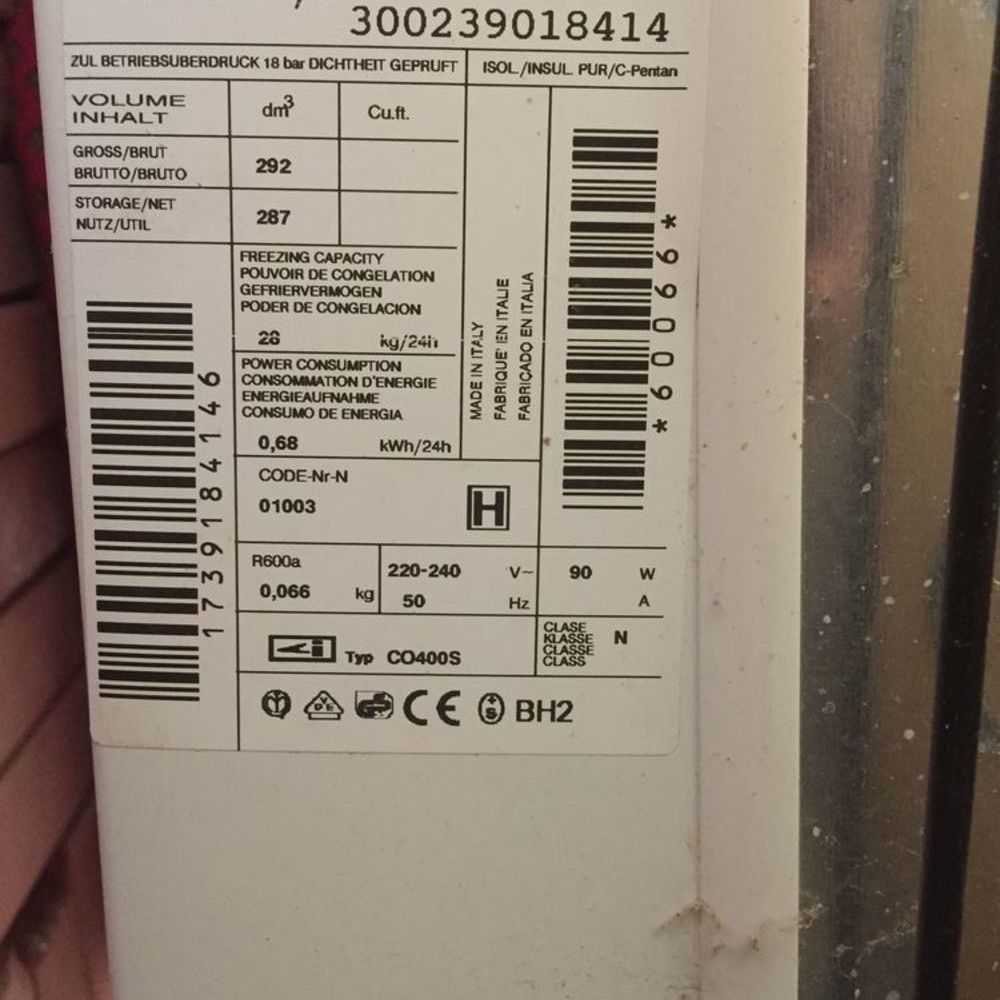 300239018414
ZUL BETRIEBSUBERDRUCK 18 bar DICHTHEIT GEPRUFT
ISOL./INSUL. PUR/C-Pentan
VOLUME
INHALT
dm³
Cu.ft.
GROSS/BRUT
BRUTTO/BRUTO
292
STORAGE/NET
NUTZ/UTIL
287
FREEZING CAPACITY
POUVOIR DE CONGELATION
GEFRIERVERMOGEN
PODER DE CONGELACION
28 kg/24h
POWER CONSUMPTION
CONSOMMATION D'ENERGIE
ENERGIEAUFNAHME
CONSUMO DE ENERGIA
0,68 kWh/24h
MADE IN ITALY
FABRIQUE' EN ITALIE
FABRICADO EN ITALIA
*60066*
1739184146
CODE-Nr-N
01003
H
R600a
0,066 kg
220-240 V~
50 Hz
90 W
A
Typ CO400S
CLASE
KLASSE
CLASSE
CLASS
N
VDE
CE
+S
BH2